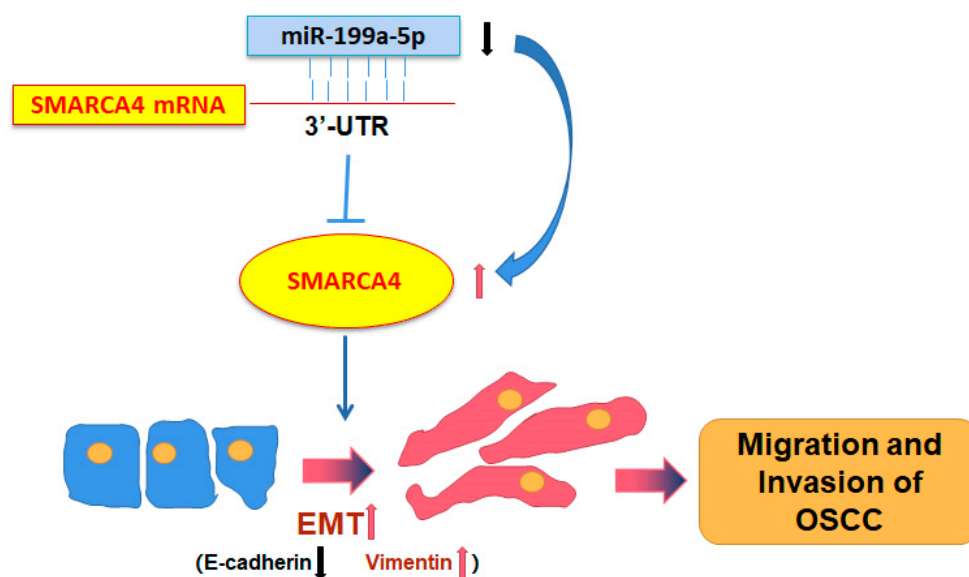 miR-199a-5p
SMARCA4 mRNA
3’-UTR
SMARCA4
EMT
(E-cadherin Vimentin )
Migration and
Invasion of
OSCC